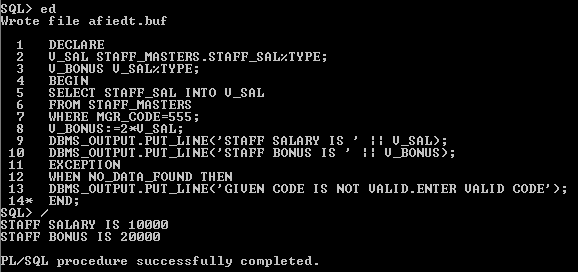 SQL> ed
Wrote file afiedt.buf
1 DECLARE
2 V_SAL STAFF_MASTERS.STAFF_SAL%TYPE;
3 V_BONUS V_SAL%TYPE;
4 BEGIN
5 SELECT STAFF_SAL INTO V_SAL
6 FROM STAFF_MASTERS
7 WHERE MGR_CODE=555;
8 V_BONUS:=2*V_SAL;
9 DBMS_OUTPUT.PUT_LINE('STAFF SALARY IS ' || V_SAL);
10 DBMS_OUTPUT.PUT_LINE('STAFF BONUS IS ' || V_BONUS);
11 EXCEPTION
12 WHEN NO_DATA_FOUND THEN
13 DBMS_OUTPUT.PUT_LINE('GIVEN CODE IS NOT VALID.ENTER VALID CODE');
14* END;
SQL> /
STAFF SALARY IS 10000
STAFF BONUS IS 20000
PL/SQL procedure successfully completed.